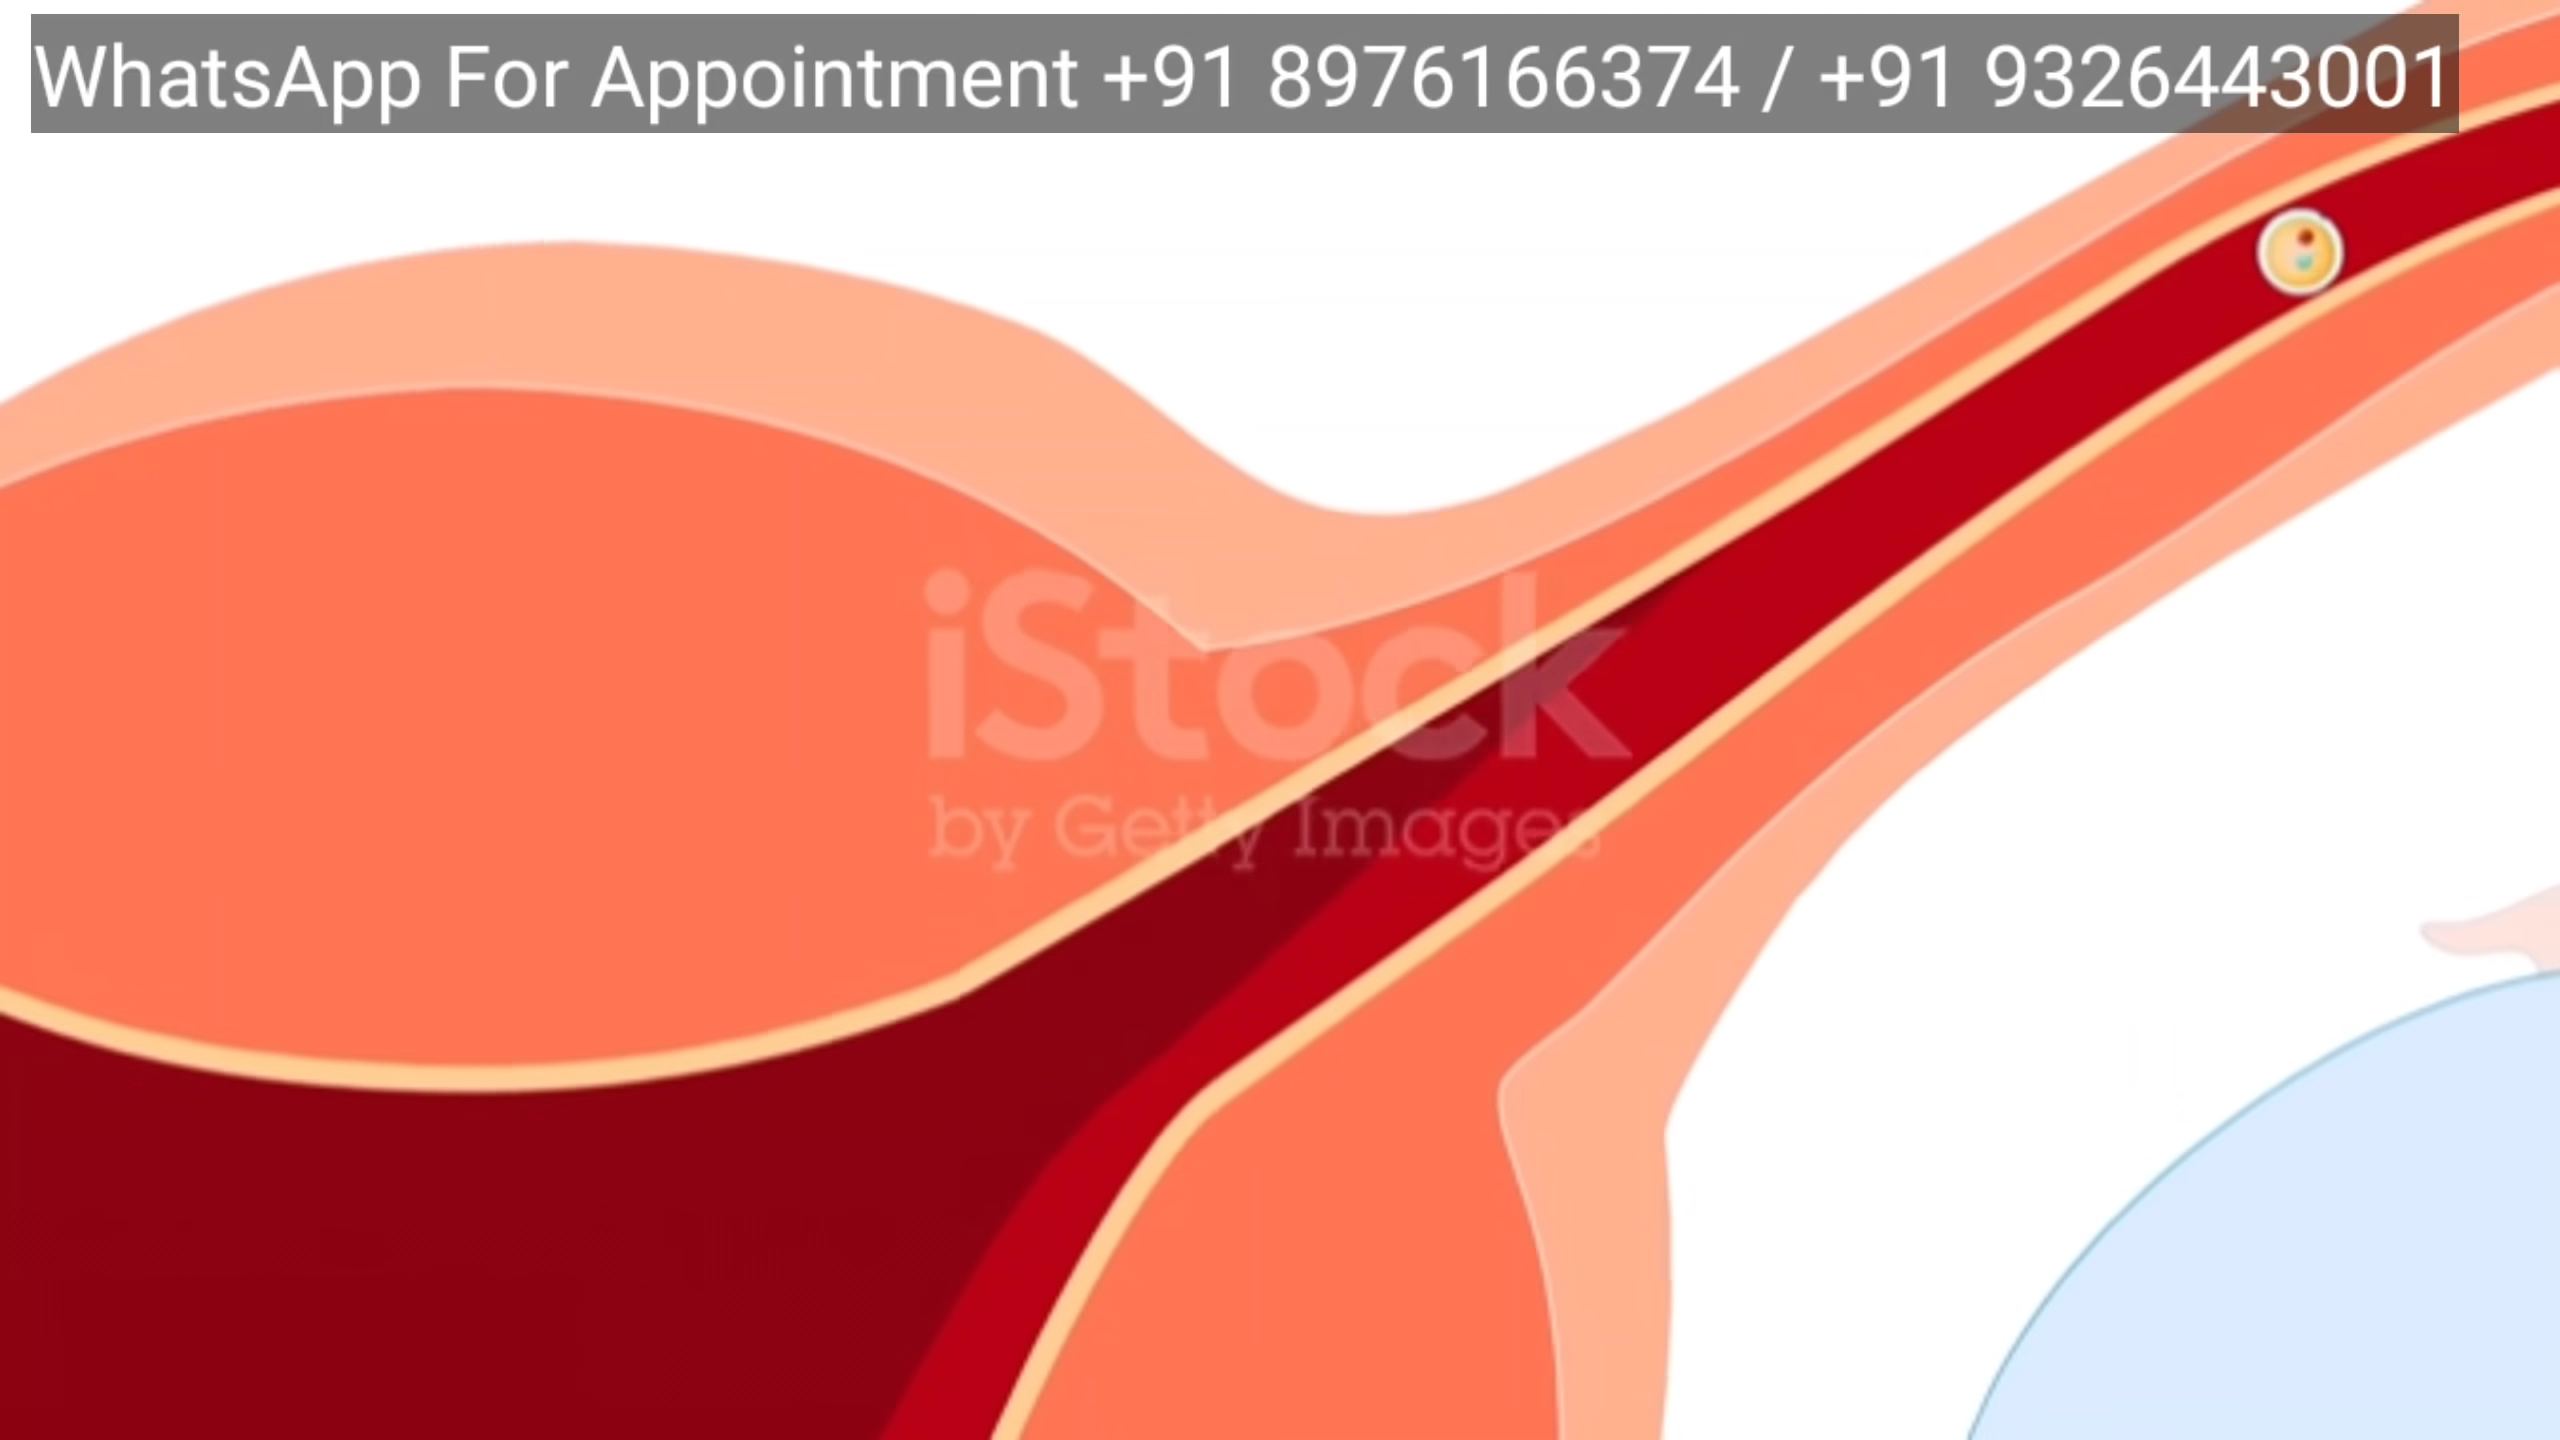 WhatsApp For Appointment +91 8976166374 / +91 9326443001
iStock
by Getty Images